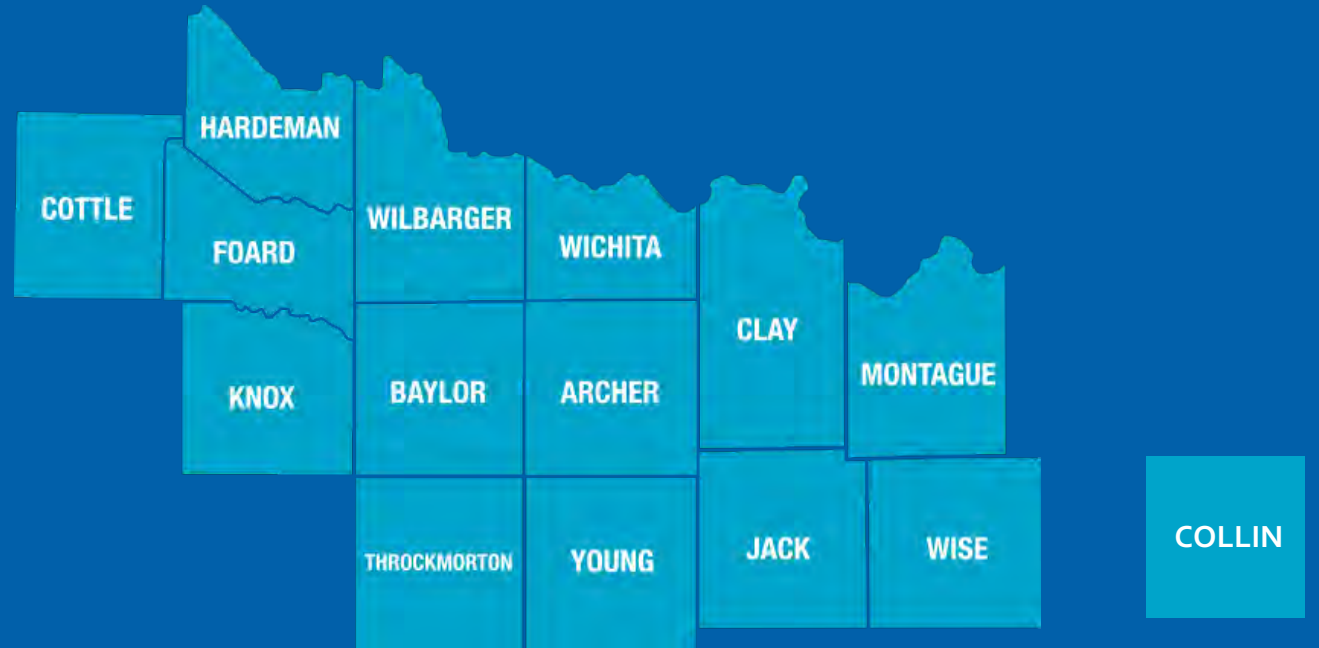 HARDEMAN
COTTLE
WILBARGER
FOARD
WICHITA
CLAY
MONTAGUE
KNOX
BAYLOR
ARCHER
COLLIN
JACK
WISE
THROCKMORTON
YOUNG